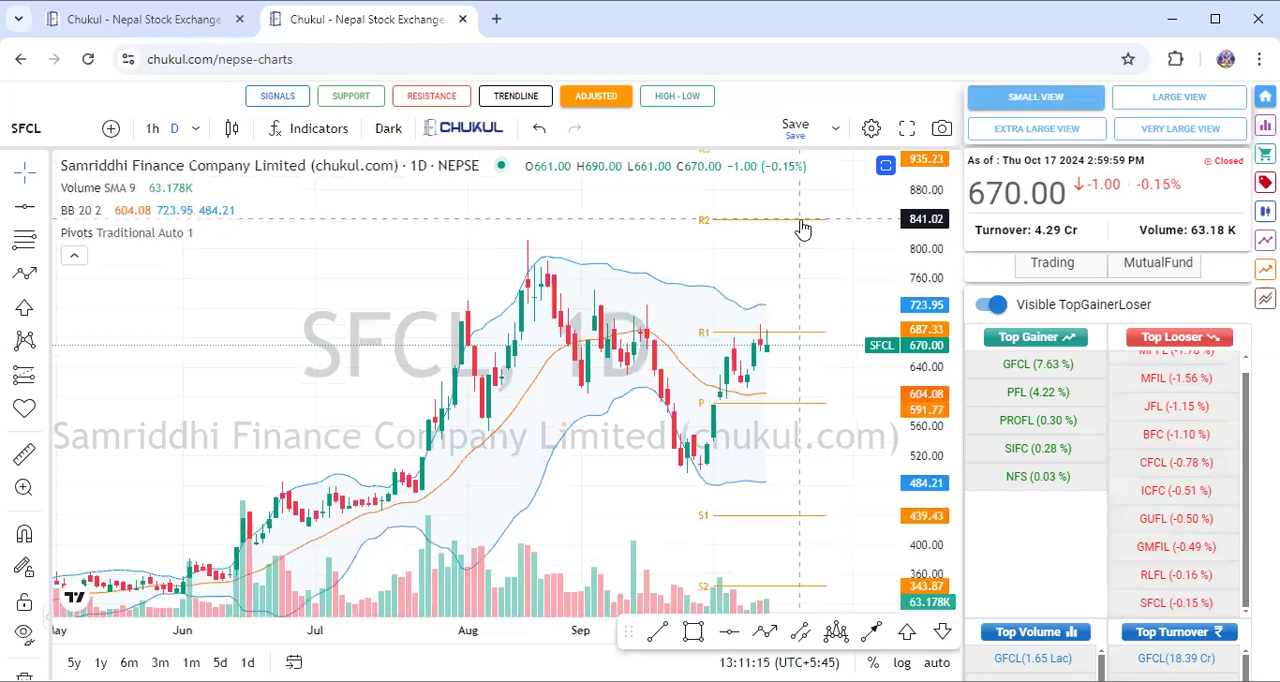 Chukul - Nepal Stock Exchange
Chukul - Nepal Stock Exchange
chukul.com/nepse-charts
SIGNALS
SUPPORT
RESISTANCE
TRENDLINE
ADJUSTED
HIGH - LOW
SMALL VIEW
LARGE VIEW
EXTRA LARGE VIEW
VERY LARGE VIEW
SFCL
1h D
Indicators
Dark
CHUKUL
Save
Save
Samriddhi Finance Company Limited (chukul.com) · 1D · NEPSE
O661.00 H690.00 L661.00 C670.00 −1.00 (−0.15%)
Volume SMA 9 63.178K
BB 20 2 604.08 723.95 484.21
Pivots Traditional Auto 1
SFCL, 1D
Samriddhi Finance Company Limited (chukul.com)
R2
R1
P
S1
S2
935.23
880.00
841.02
800.00
760.00
723.95
687.33
SFCL 670.00
640.00
604.08
591.77
560.00
520.00
484.21
439.43
400.00
360.00
343.87
63.178K
May
Jun
Jul
Aug
Sep
5y 1y 6m 3m 1m 5d 1d
13:11:15 (UTC+5:45)
% log auto
As of : Thu Oct 17 2024 2:59:59 PM
Closed
670.00 -1.00 -0.15%
Turnover: 4.29 Cr
Volume: 63.18 K
Trading
MutualFund
Visible TopGainerLoser
Top Gainer
GFCL (7.63 %)
PFL (4.22 %)
PROFL (0.30 %)
SIFC (0.28 %)
NFS (0.03 %)
Top Looser
MFIL (-1.56 %)
JFL (-1.15 %)
BFC (-1.10 %)
CFCL (-0.78 %)
ICFC (-0.51 %)
GUFL (-0.50 %)
GMFIL (-0.49 %)
RLFL (-0.16 %)
SFCL (-0.15 %)
Top Volume
GFCL(1.65 Lac)
Top Turnover ₹
GFCL(18.39 Cr)